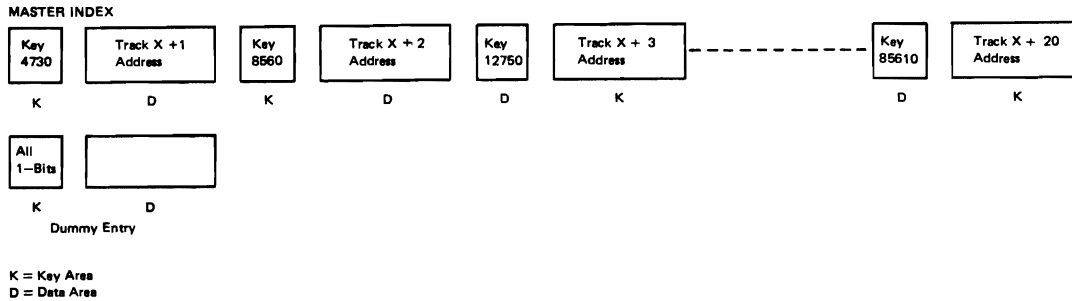 MASTER INDEX
Key 4730
Track X +1 Address
Key 8560
Track X + 2 Address
Key 12750
Track X + 3 Address
Key 85610
Track X + 20 Address
K D K D D K D K
All 1-Bits
K D
Dummy Entry
K = Key Area
D = Data Area